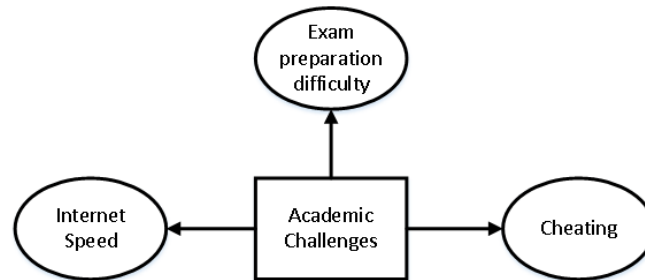 Exam
preparation
difficulty
Internet
Speed
Academic
Challenges
Cheating